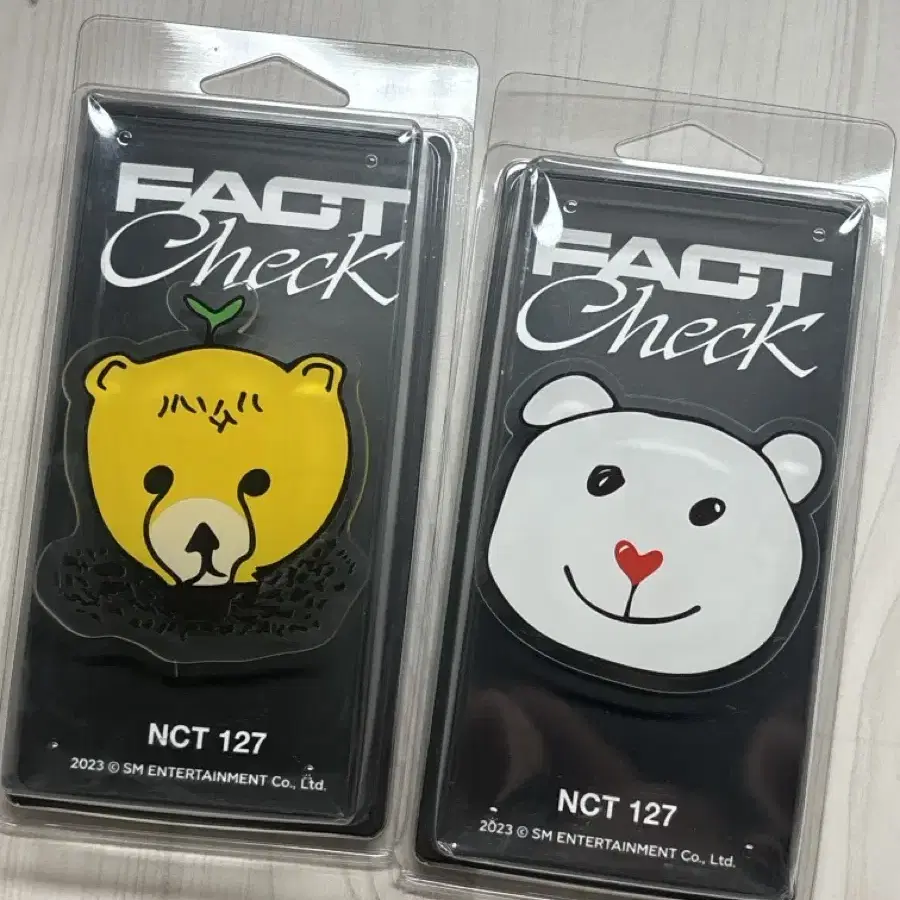 FACT
Check
NCT 127
2023 © SM ENTERTAINMENT Co., Ltd.
FACT
Check
NCT 127
2023 © SM ENTERTAINMENT Co., Ltd.